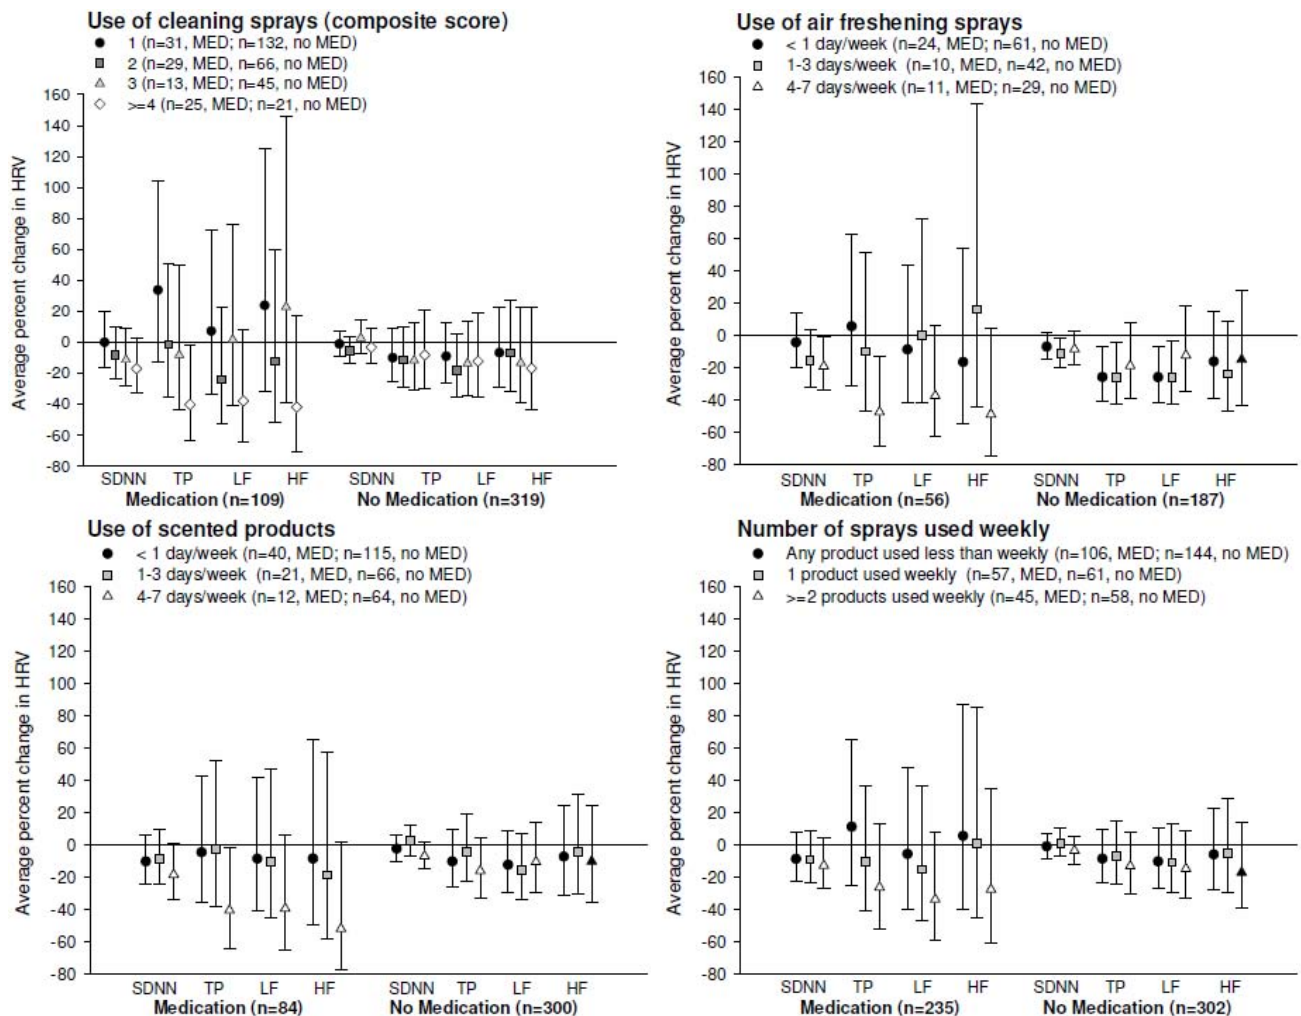 Use of cleaning sprays (composite score)
1 (n=31, MED; n=132, no MED)
2 (n=29, MED, n=66, no MED)
3 (n=13, MED; n=45, no MED)
>=4 (n=25, MED; n=21, no MED)
Average percent change in HRV
160
140
120
100
80
60
40
20
0
-20
-40
-60
-80
SDNN TP LF HF SDNN TP LF HF
Medication (n=109) No Medication (n=319)
Use of air freshening sprays
< 1 day/week (n=24, MED; n=61, no MED)
1-3 days/week (n=10, MED, n=42, no MED)
4-7 days/week (n=11, MED; n=29, no MED)
Average percent change in HRV
160
140
120
100
80
60
40
20
0
-20
-40
-60
-80
SDNN TP LF HF SDNN TP LF HF
Medication (n=56) No Medication (n=187)
Use of scented products
< 1 day/week (n=40, MED; n=115, no MED)
1-3 days/week (n=21, MED, n=66, no MED)
4-7 days/week (n=12, MED; n=64, no MED)
Average percent change in HRV
160
140
120
100
80
60
40
20
0
-20
-40
-60
-80
SDNN TP LF HF SDNN TP LF HF
Medication (n=84) No Medication (n=300)
Number of sprays used weekly
Any product used less than weekly (n=106, MED; n=144, no MED)
1 product used weekly (n=57, MED, n=61, no MED)
>=2 products used weekly (n=45, MED; n=58, no MED)
Average percent change in HRV
160
140
120
100
80
60
40
20
0
-20
-40
-60
-80
SDNN TP LF HF SDNN TP LF HF
Medication (n=235) No Medication (n=302)